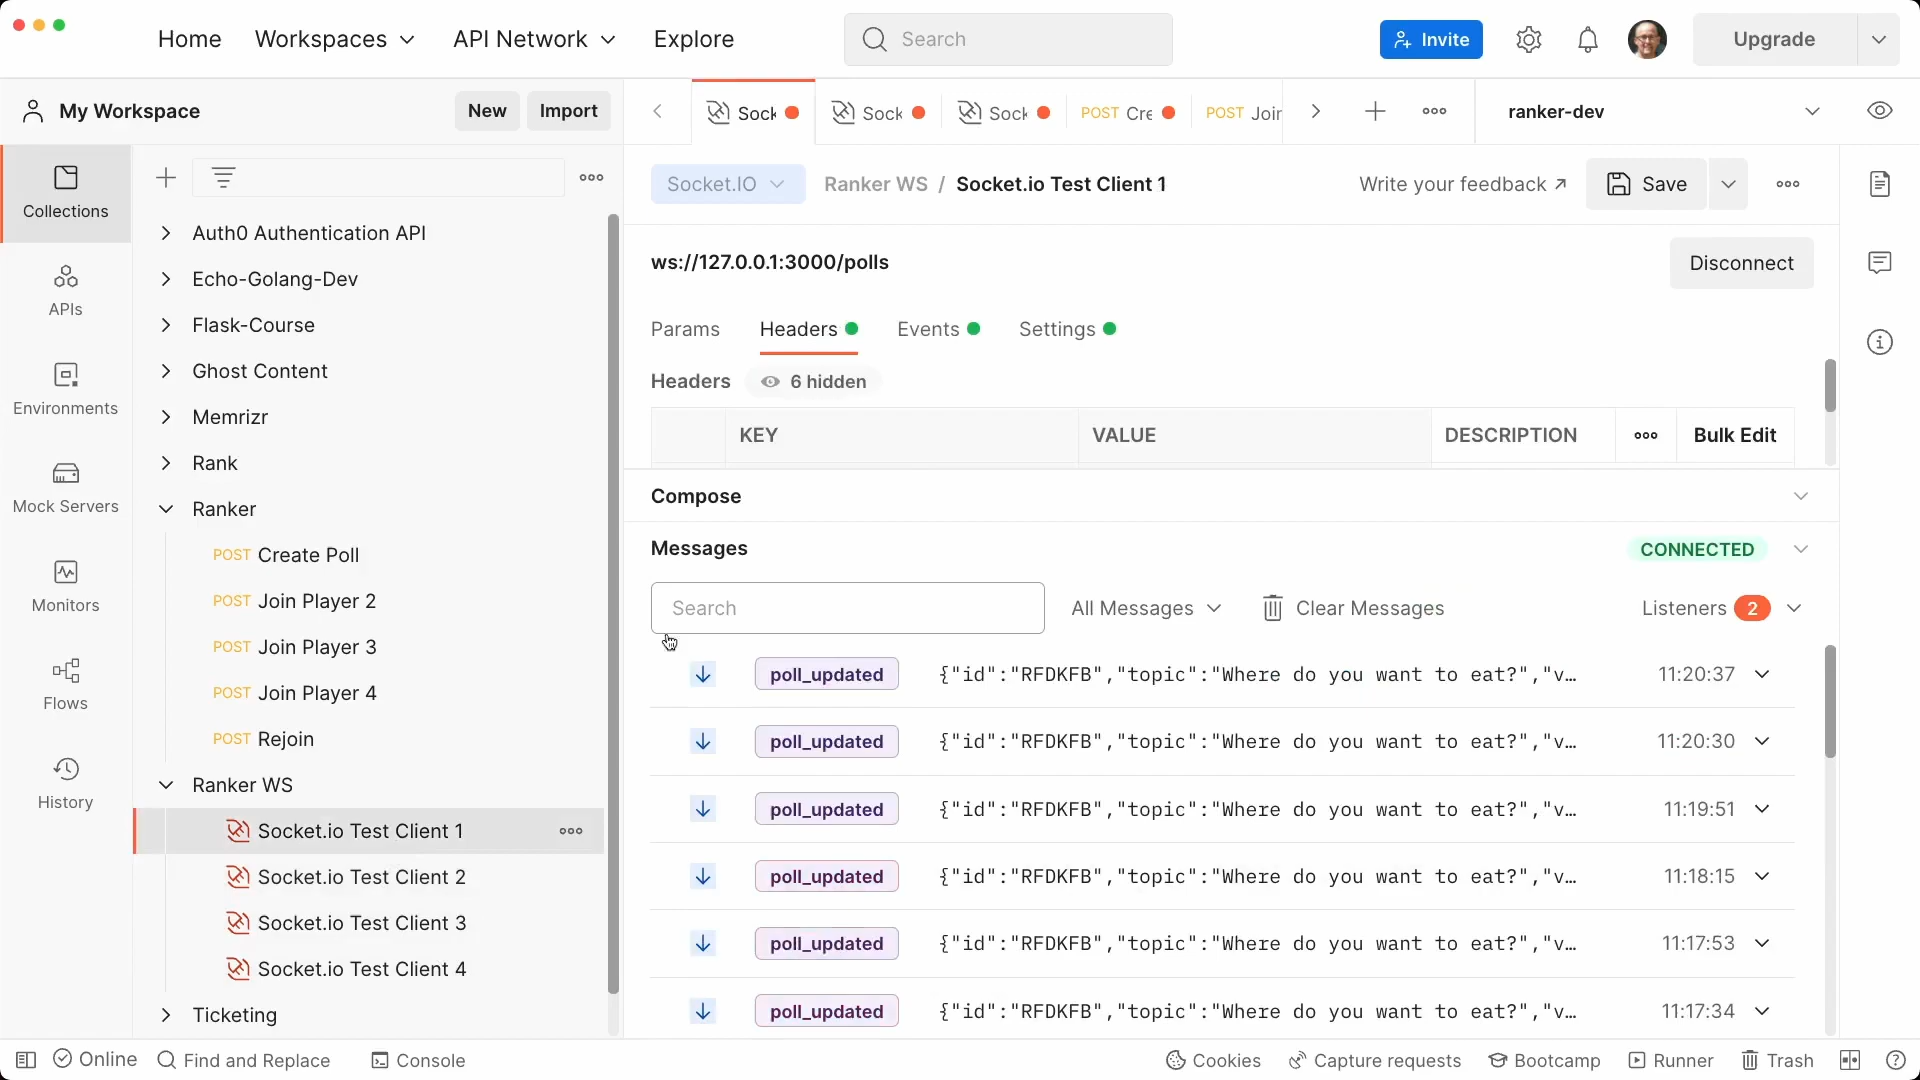 Home Workspaces API Network Explore Search Invite Upgrade
My Workspace New Import Sock Sock Sock POST Cre POST Join ranker-dev
Collections
APIs
Environments
Mock Servers
Monitors
Flows
History
Auth0 Authentication API
Echo-Golang-Dev
Flask-Course
Ghost Content
Memrizr
Rank
Ranker
POST Create Poll
POST Join Player 2
POST Join Player 3
POST Join Player 4
POST Rejoin
Ranker WS
Socket.io Test Client 1
Socket.io Test Client 2
Socket.io Test Client 3
Socket.io Test Client 4
Ticketing
Socket.IO Ranker WS / Socket.io Test Client 1 Write your feedback Save
ws://127.0.0.1:3000/polls Disconnect
Params Headers Events Settings
Headers 6 hidden
KEY VALUE DESCRIPTION Bulk Edit
Compose
Messages CONNECTED
Search All Messages Clear Messages Listeners 2
poll_updated {"id":"RFDKFB","topic":"Where do you want to eat?","v… 11:20:37
poll_updated {"id":"RFDKFB","topic":"Where do you want to eat?","v… 11:20:30
poll_updated {"id":"RFDKFB","topic":"Where do you want to eat?","v… 11:19:51
poll_updated {"id":"RFDKFB","topic":"Where do you want to eat?","v… 11:18:15
poll_updated {"id":"RFDKFB","topic":"Where do you want to eat?","v… 11:17:53
poll_updated {"id":"RFDKFB","topic":"Where do you want to eat?","v… 11:17:34
Online Find and Replace Console Cookies Capture requests Bootcamp Runner Trash